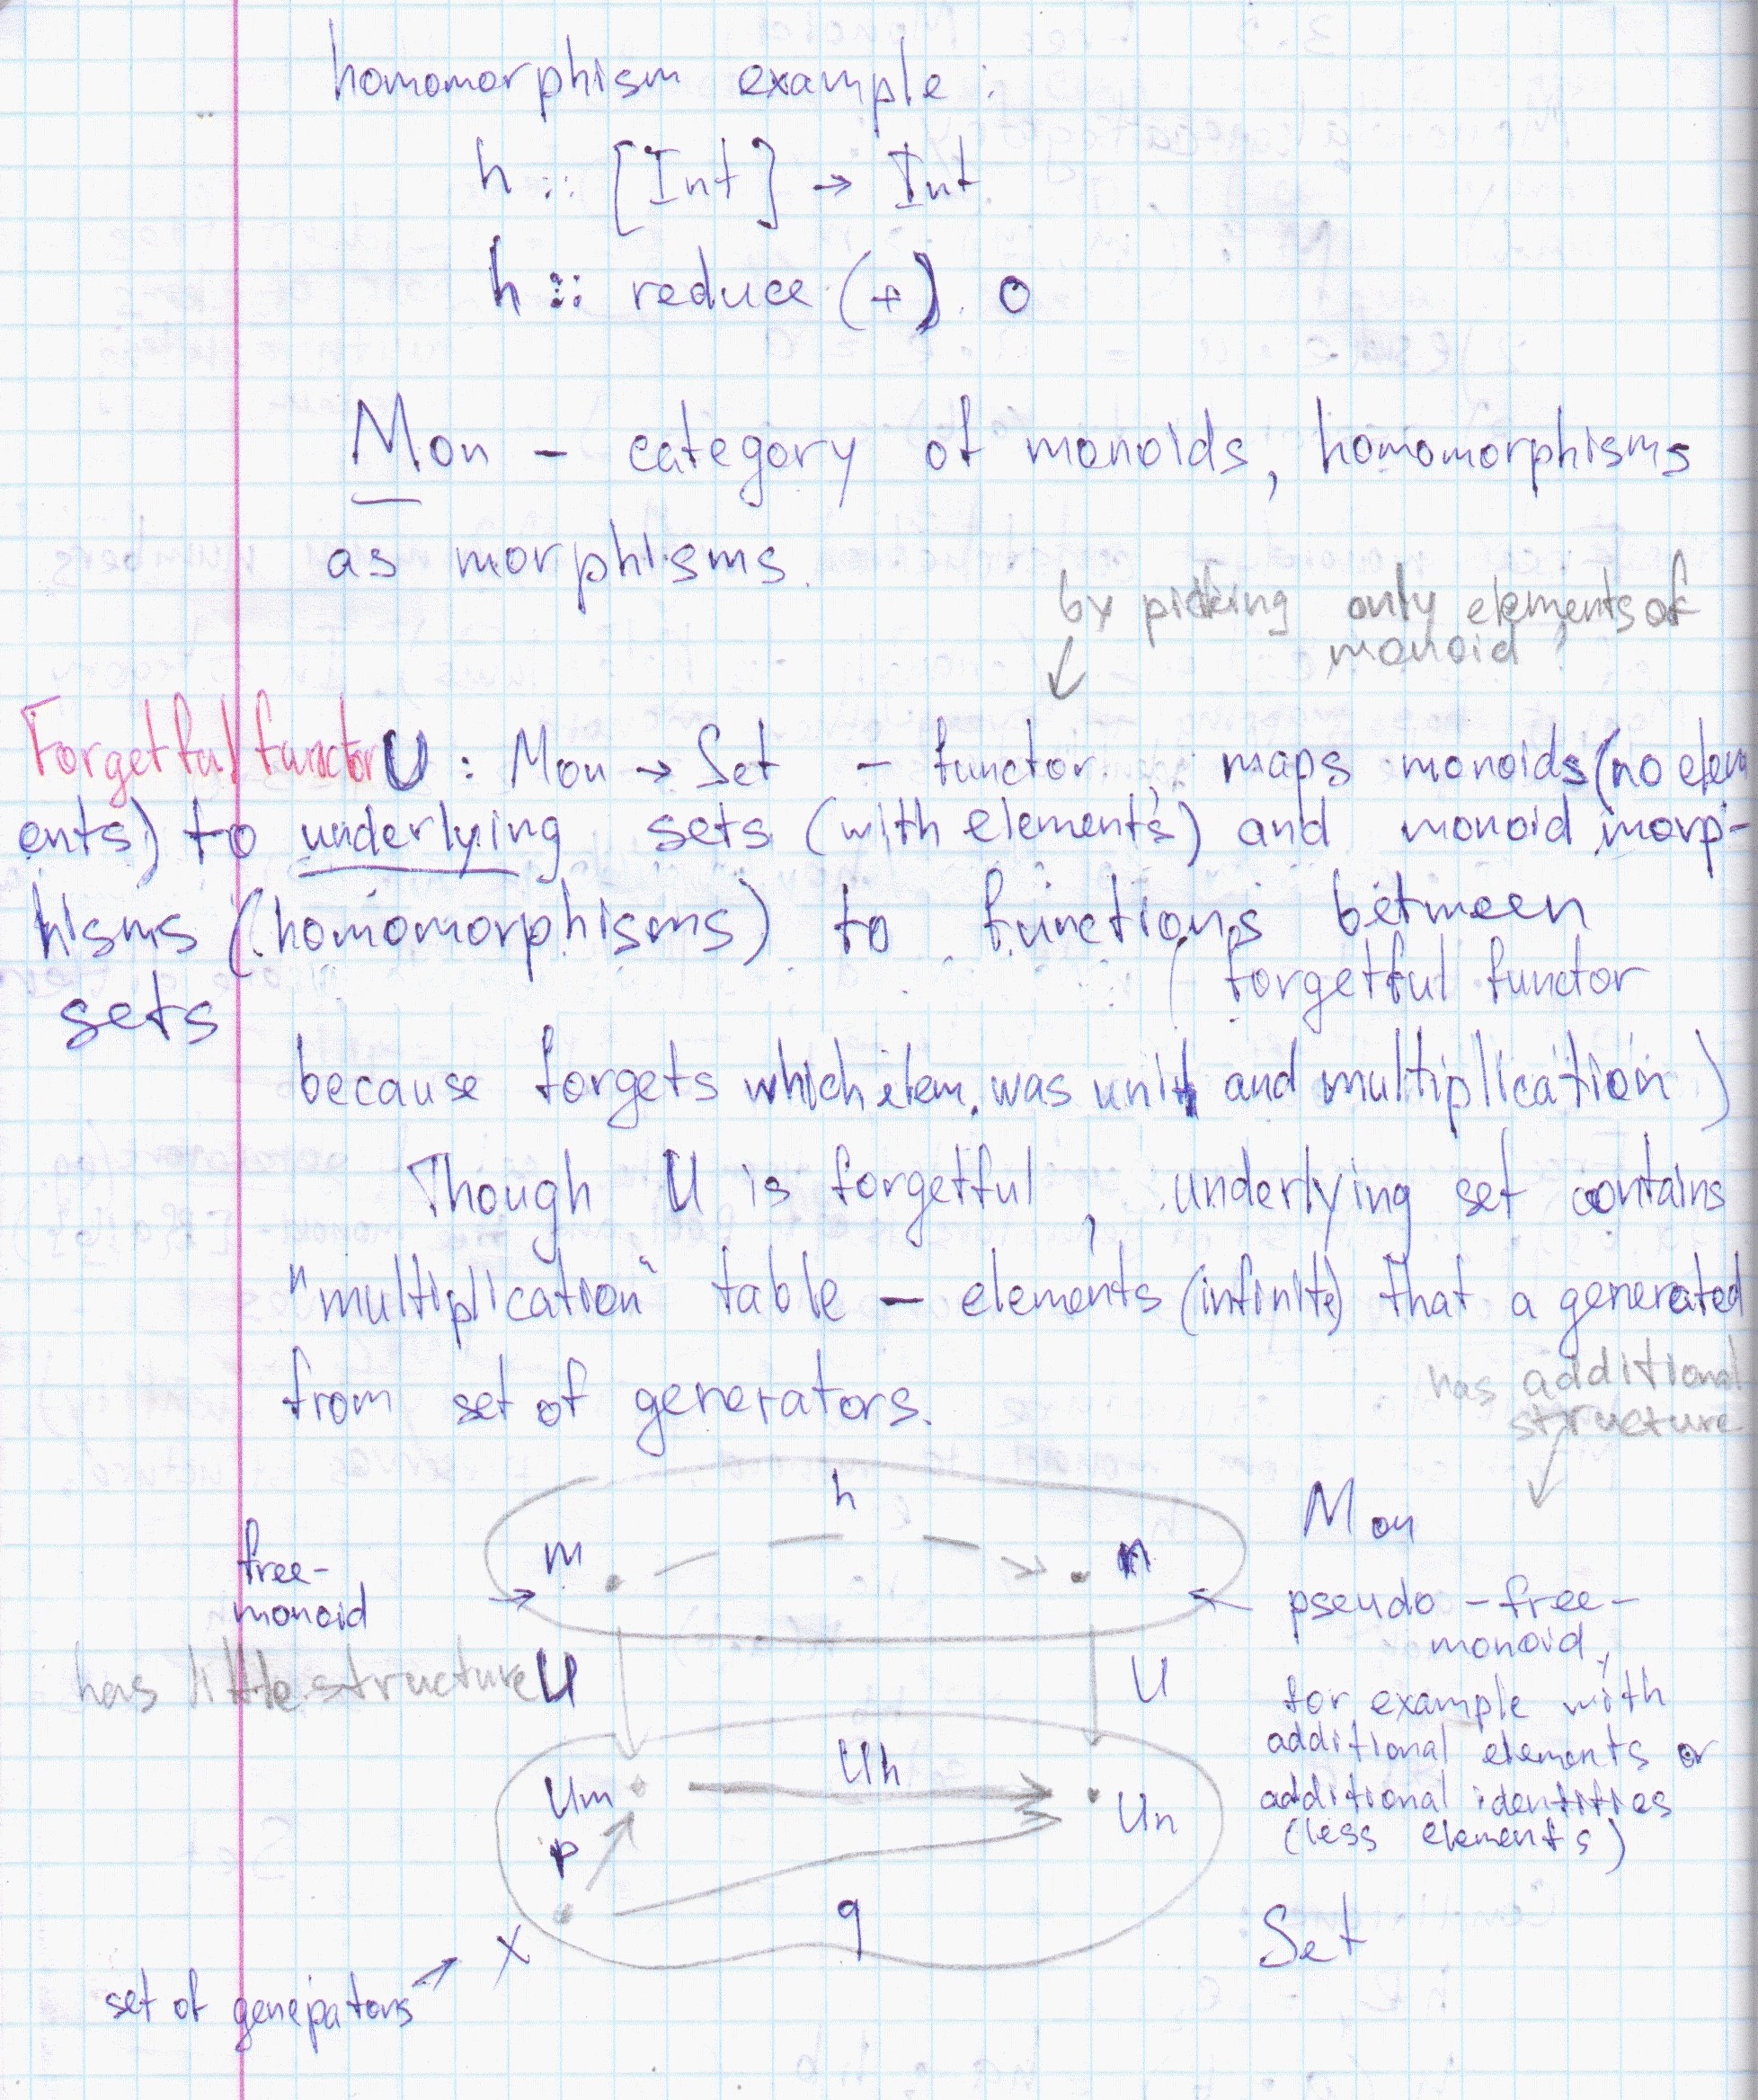 homomorphism example:
h :: [Int] → Int
h :: reduce (+) 0
Mon – category of monoids, homomorphisms
as morphisms.
by picking only elements of
monoid
↓
Forgetful functor U : Mon → Set – functor, maps monoids (no elem
ents) to underlying sets (with elements) and monoid morp-
hisms (homomorphisms) to functions between
sets
( forgetful functor
because forgets which elem. was unit and multiplication )
Though U is forgetful, underlying set contains
"multiplication" table – elements (infinite) that a generated
from set of generators.
has additional
structure
h
Mon
m
n
free-
monoid
pseudo-free-
monoid,
has little structure
U
U
for example with
additional elements or
additional identities
(less elements)
Um
Uh
Un
p
q
Set
x
set of genepators